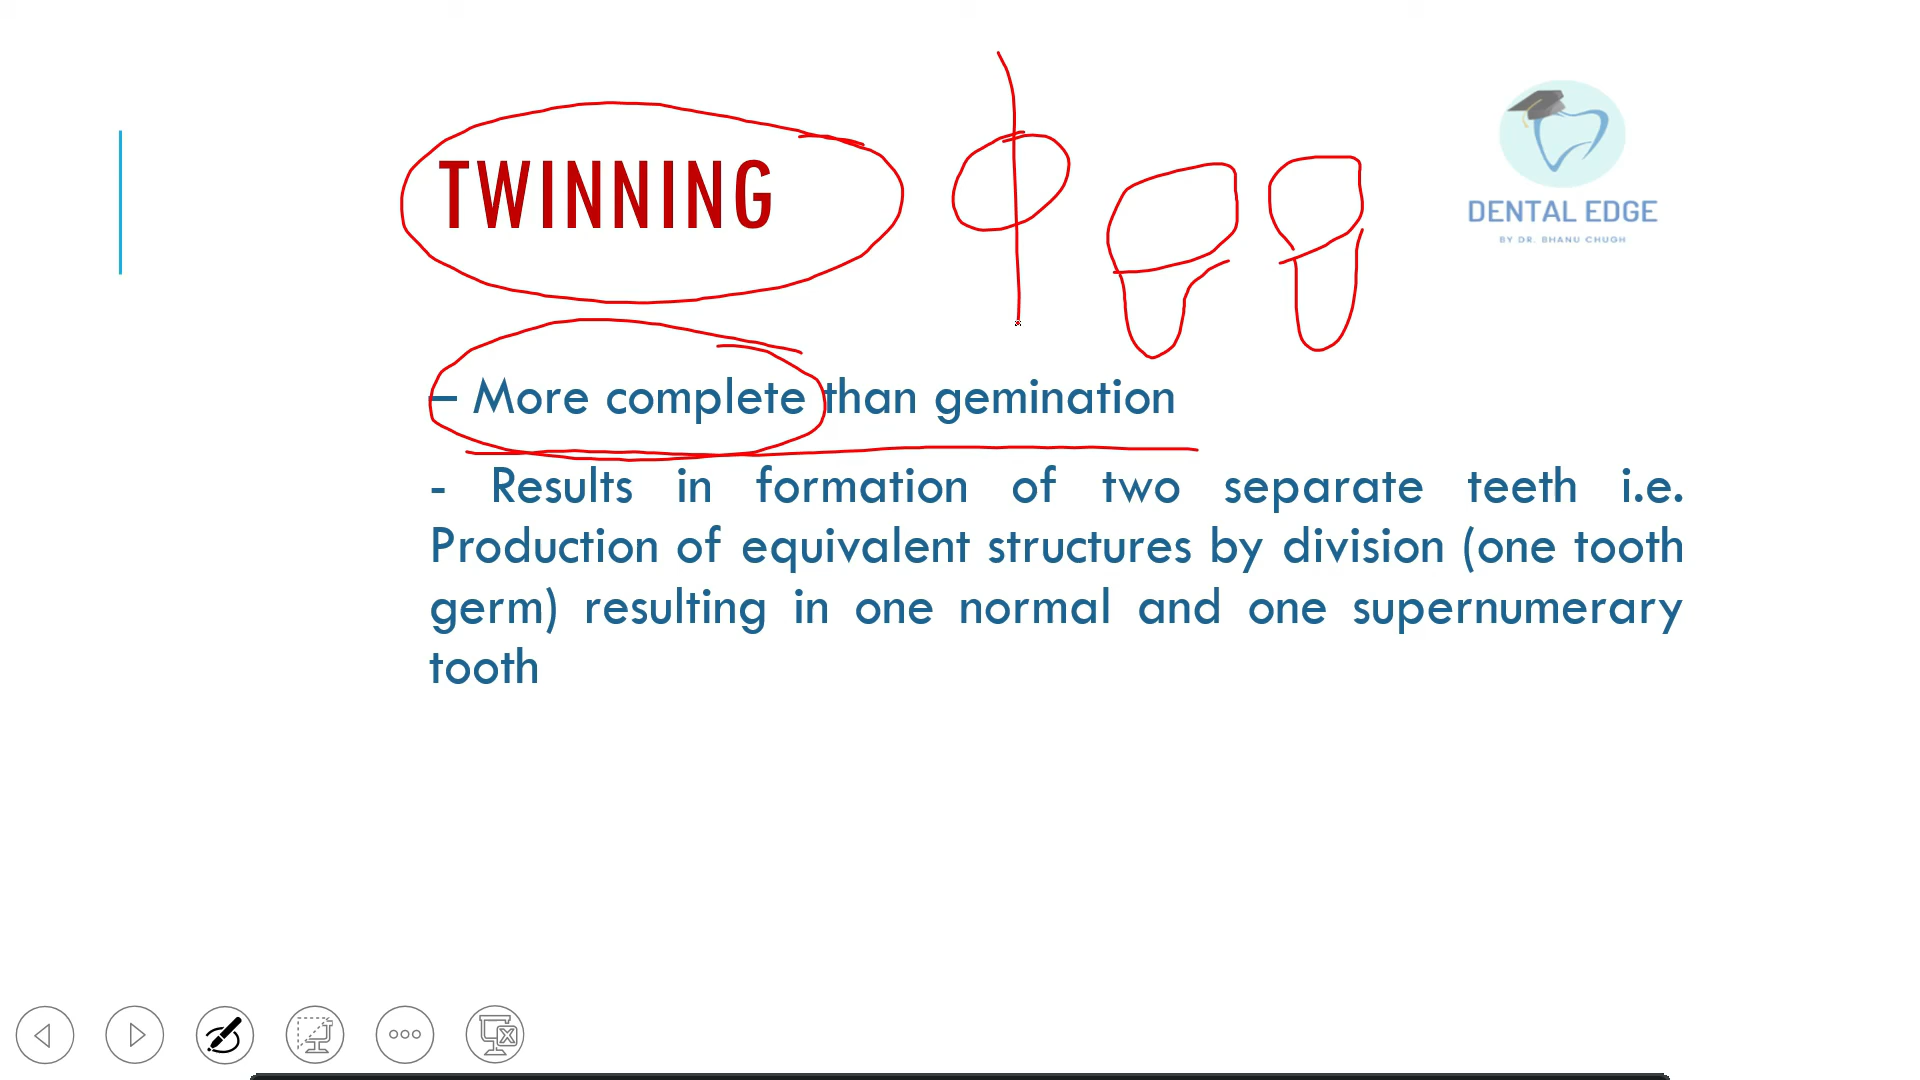 TWINNING
DENTAL EDGE
BY DR. BHANU CHUGH
– More complete than gemination
- Results in formation of two separate teeth i.e.
Production of equivalent structures by division (one tooth
germ) resulting in one normal and one supernumerary
tooth